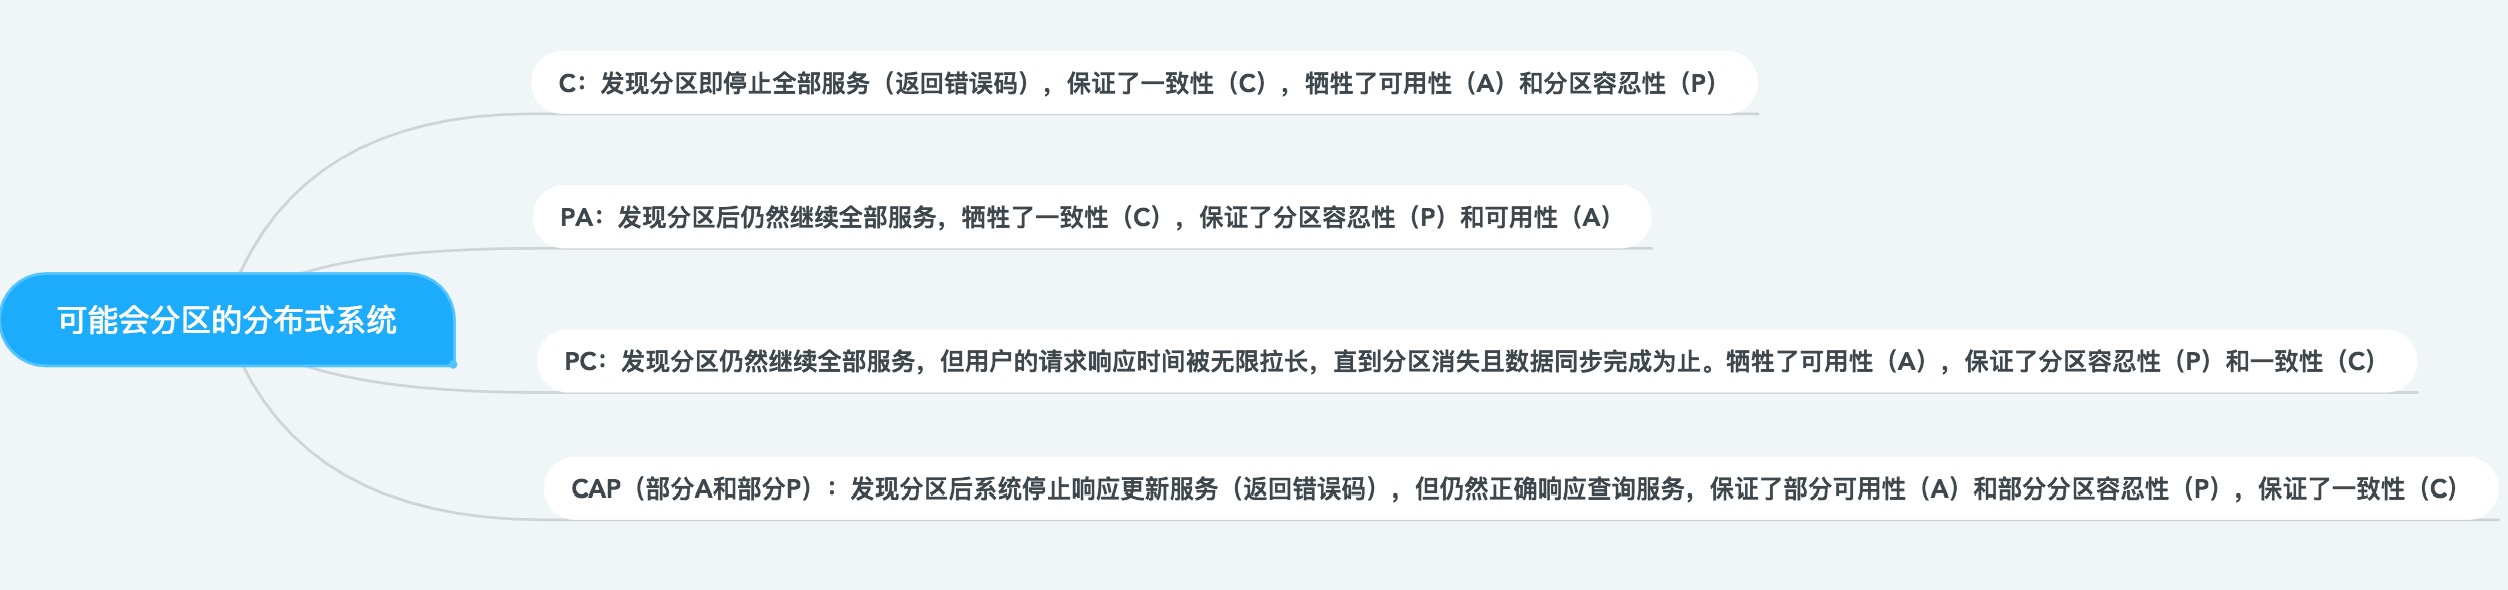 C：发现分区即停止全部服务（返回错误码），保证了一致性（C），牺牲了可用性（A）和分区容忍性（P）
PA：发现分区后仍然继续全部服务，牺牲了一致性（C），保证了分区容忍性（P）和可用性（A）
可能会分区的分布式系统
PC：发现分区仍然继续全部服务，但用户的请求响应时间被无限拉长，直到分区消失且数据同步完成为止。牺牲了可用性（A），保证了分区容忍性（P）和一致性（C）
CAP（部分A和部分P）：发现分区后系统停止响应更新服务（返回错误码），但仍然正确响应查询服务，保证了部分可用性（A）和部分分区容忍性（P），保证了一致性（C）